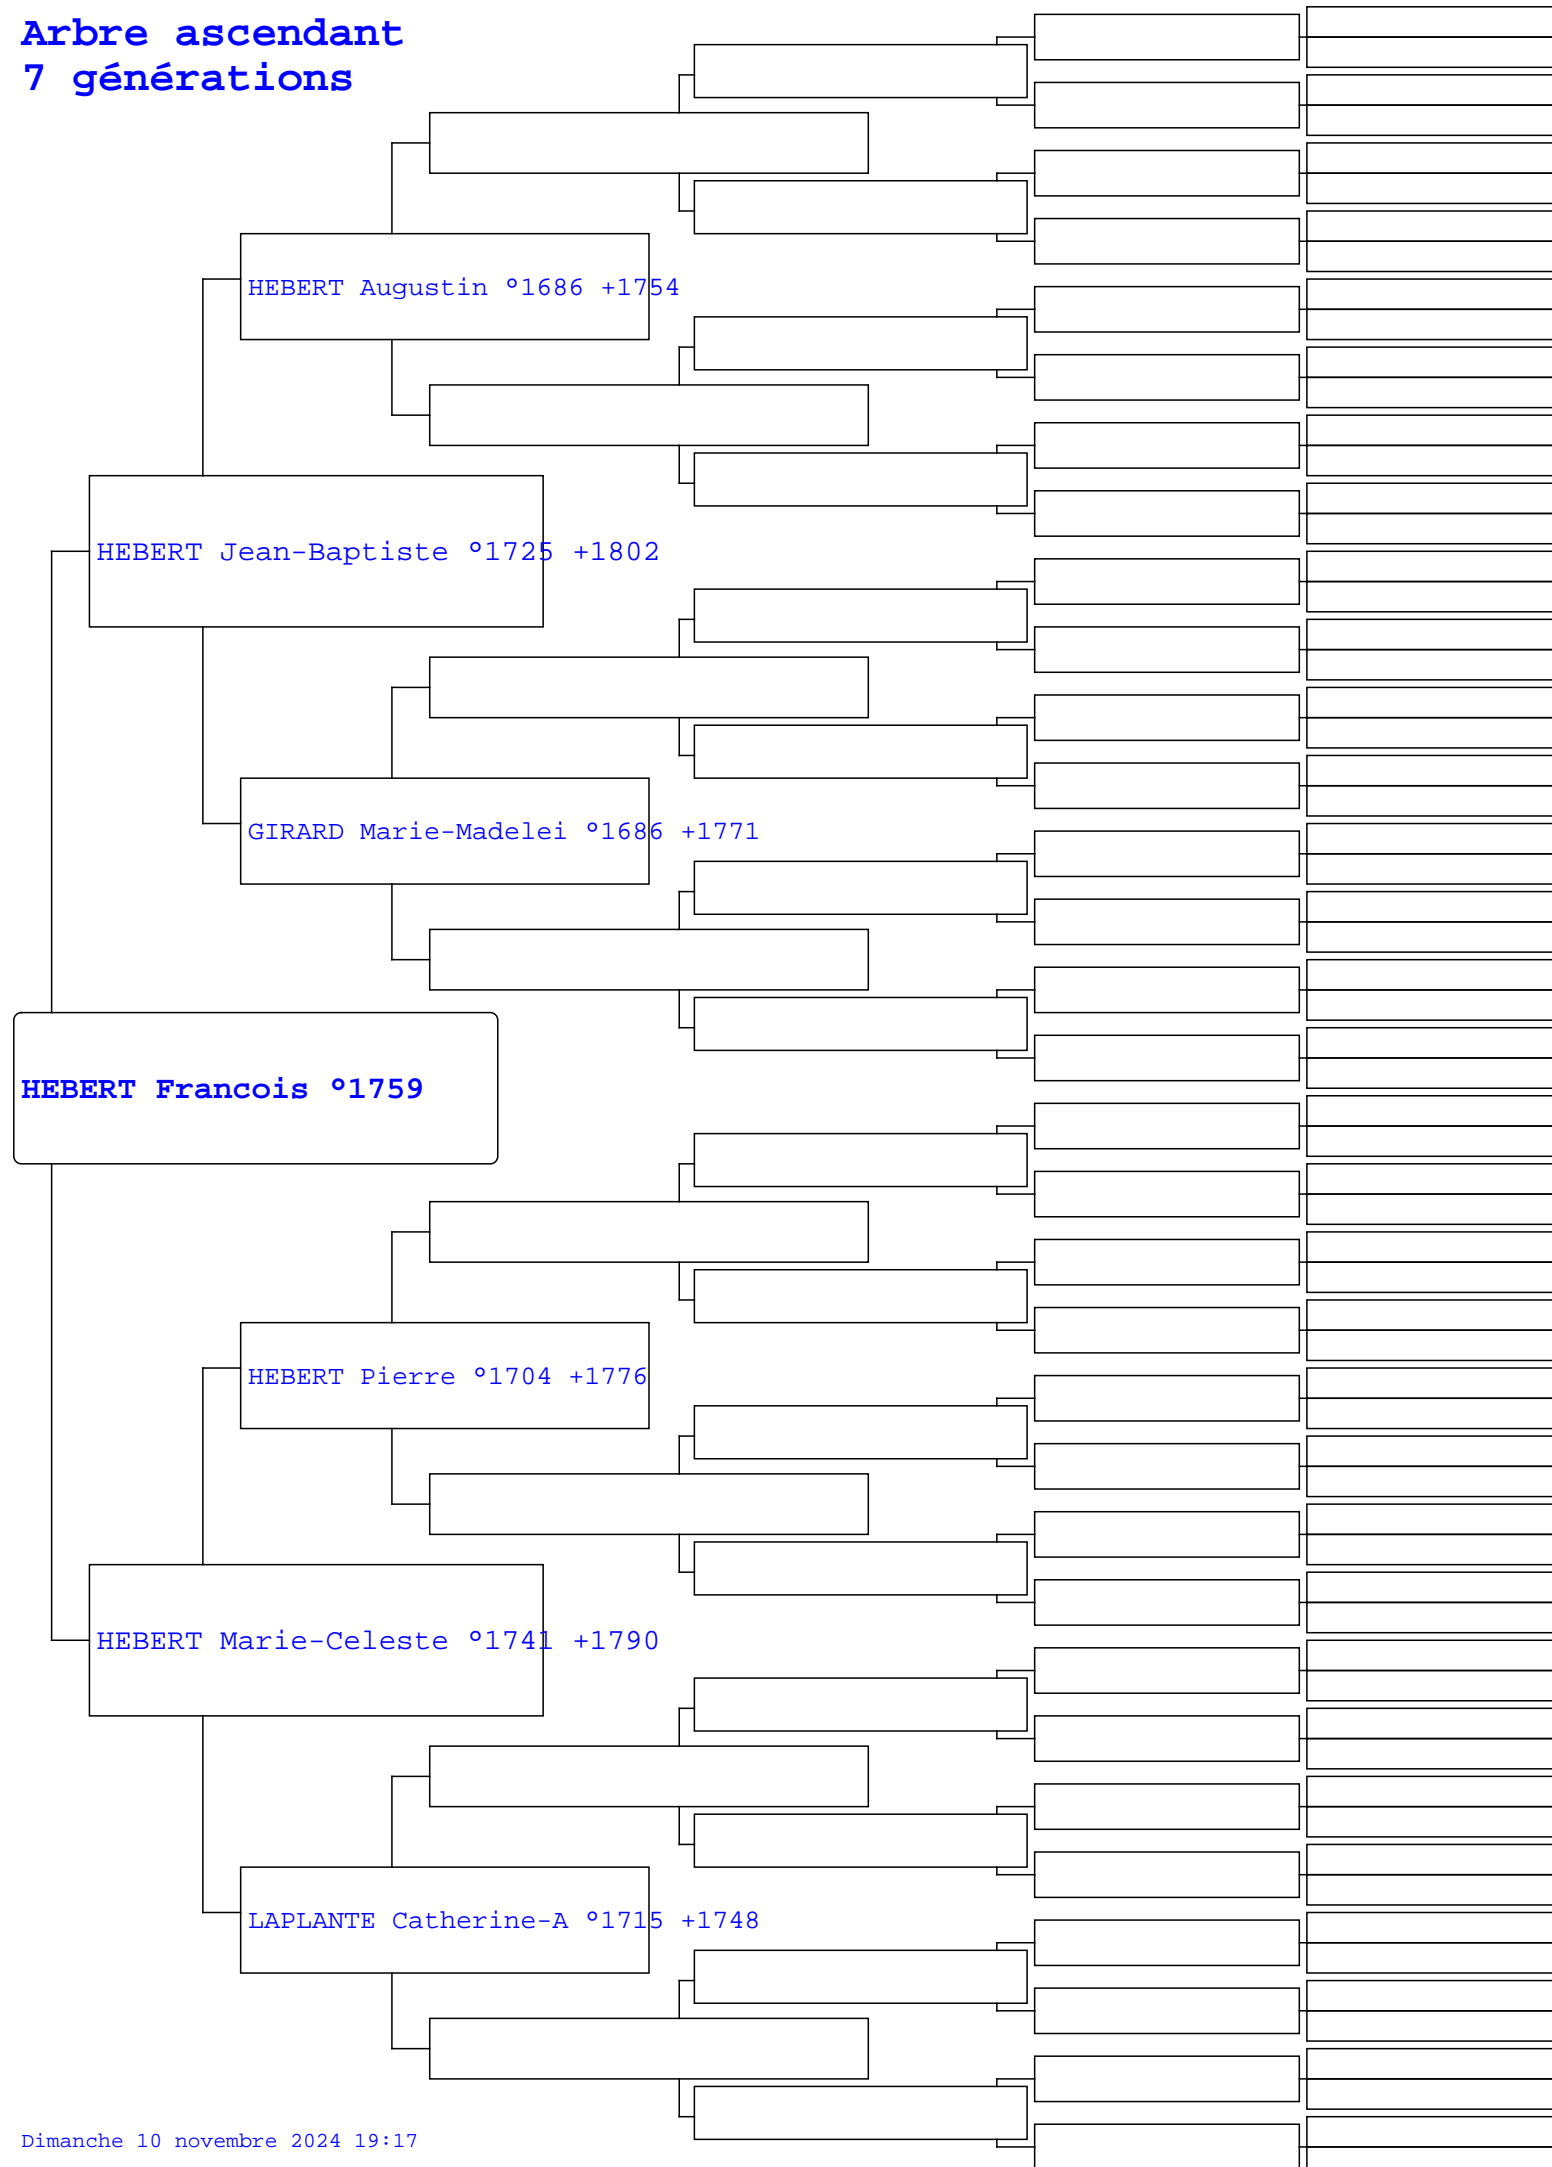 Arbre ascendant
7 générations
HEBERT Augustin °1686 +1754
HEBERT Jean-Baptiste °1725 +1802
GIRARD Marie-Madelei °1686 +1771
HEBERT Francois °1759
HEBERT Pierre °1704 +1776
HEBERT Marie-Celeste °1741 +1790
LAPLANTE Catherine-A °1715 +1748
Dimanche 10 novembre 2024 19:17